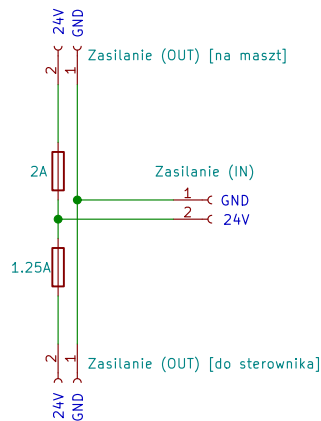 24V
GND
2
1
Zasilanie (OUT) [na maszt]
2A
Zasilanie (IN)
1
GND
2
24V
1.25A
2
1
Zasilanie (OUT) [do sterownika]
24V
GND